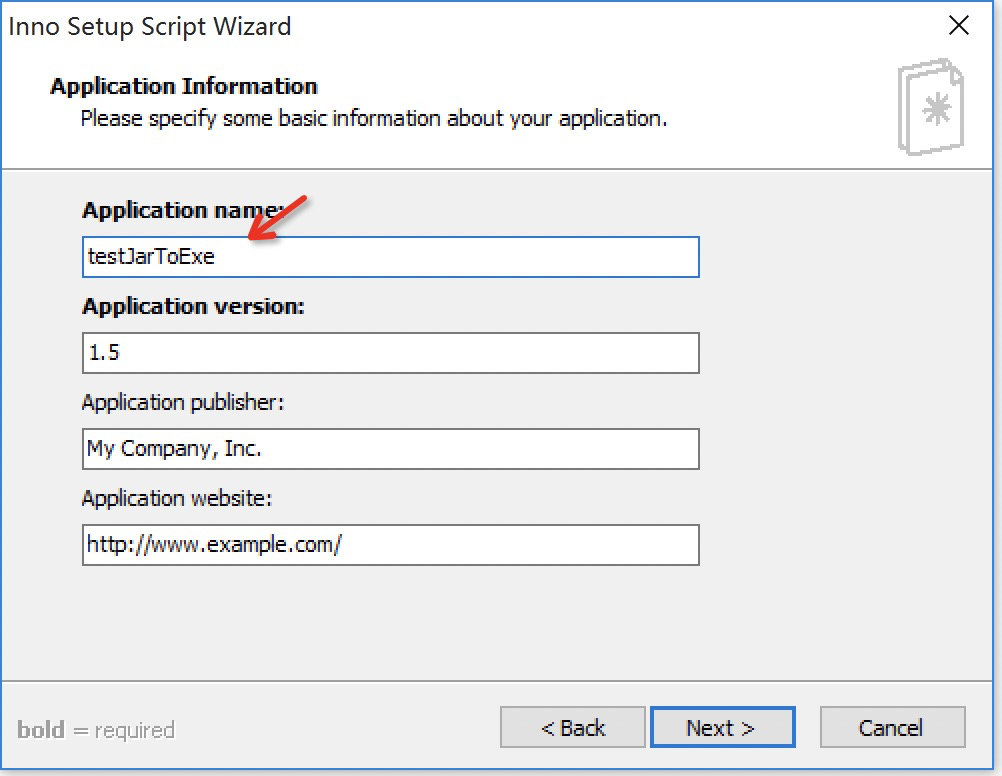 Inno Setup Script Wizard
Application Information
Please specify some basic information about your application.
Application name:
testJarToExe
Application version:
1.5
Application publisher:
My Company, Inc.
Application website:
http://www.example.com/
bold = required
< Back
Next >
Cancel